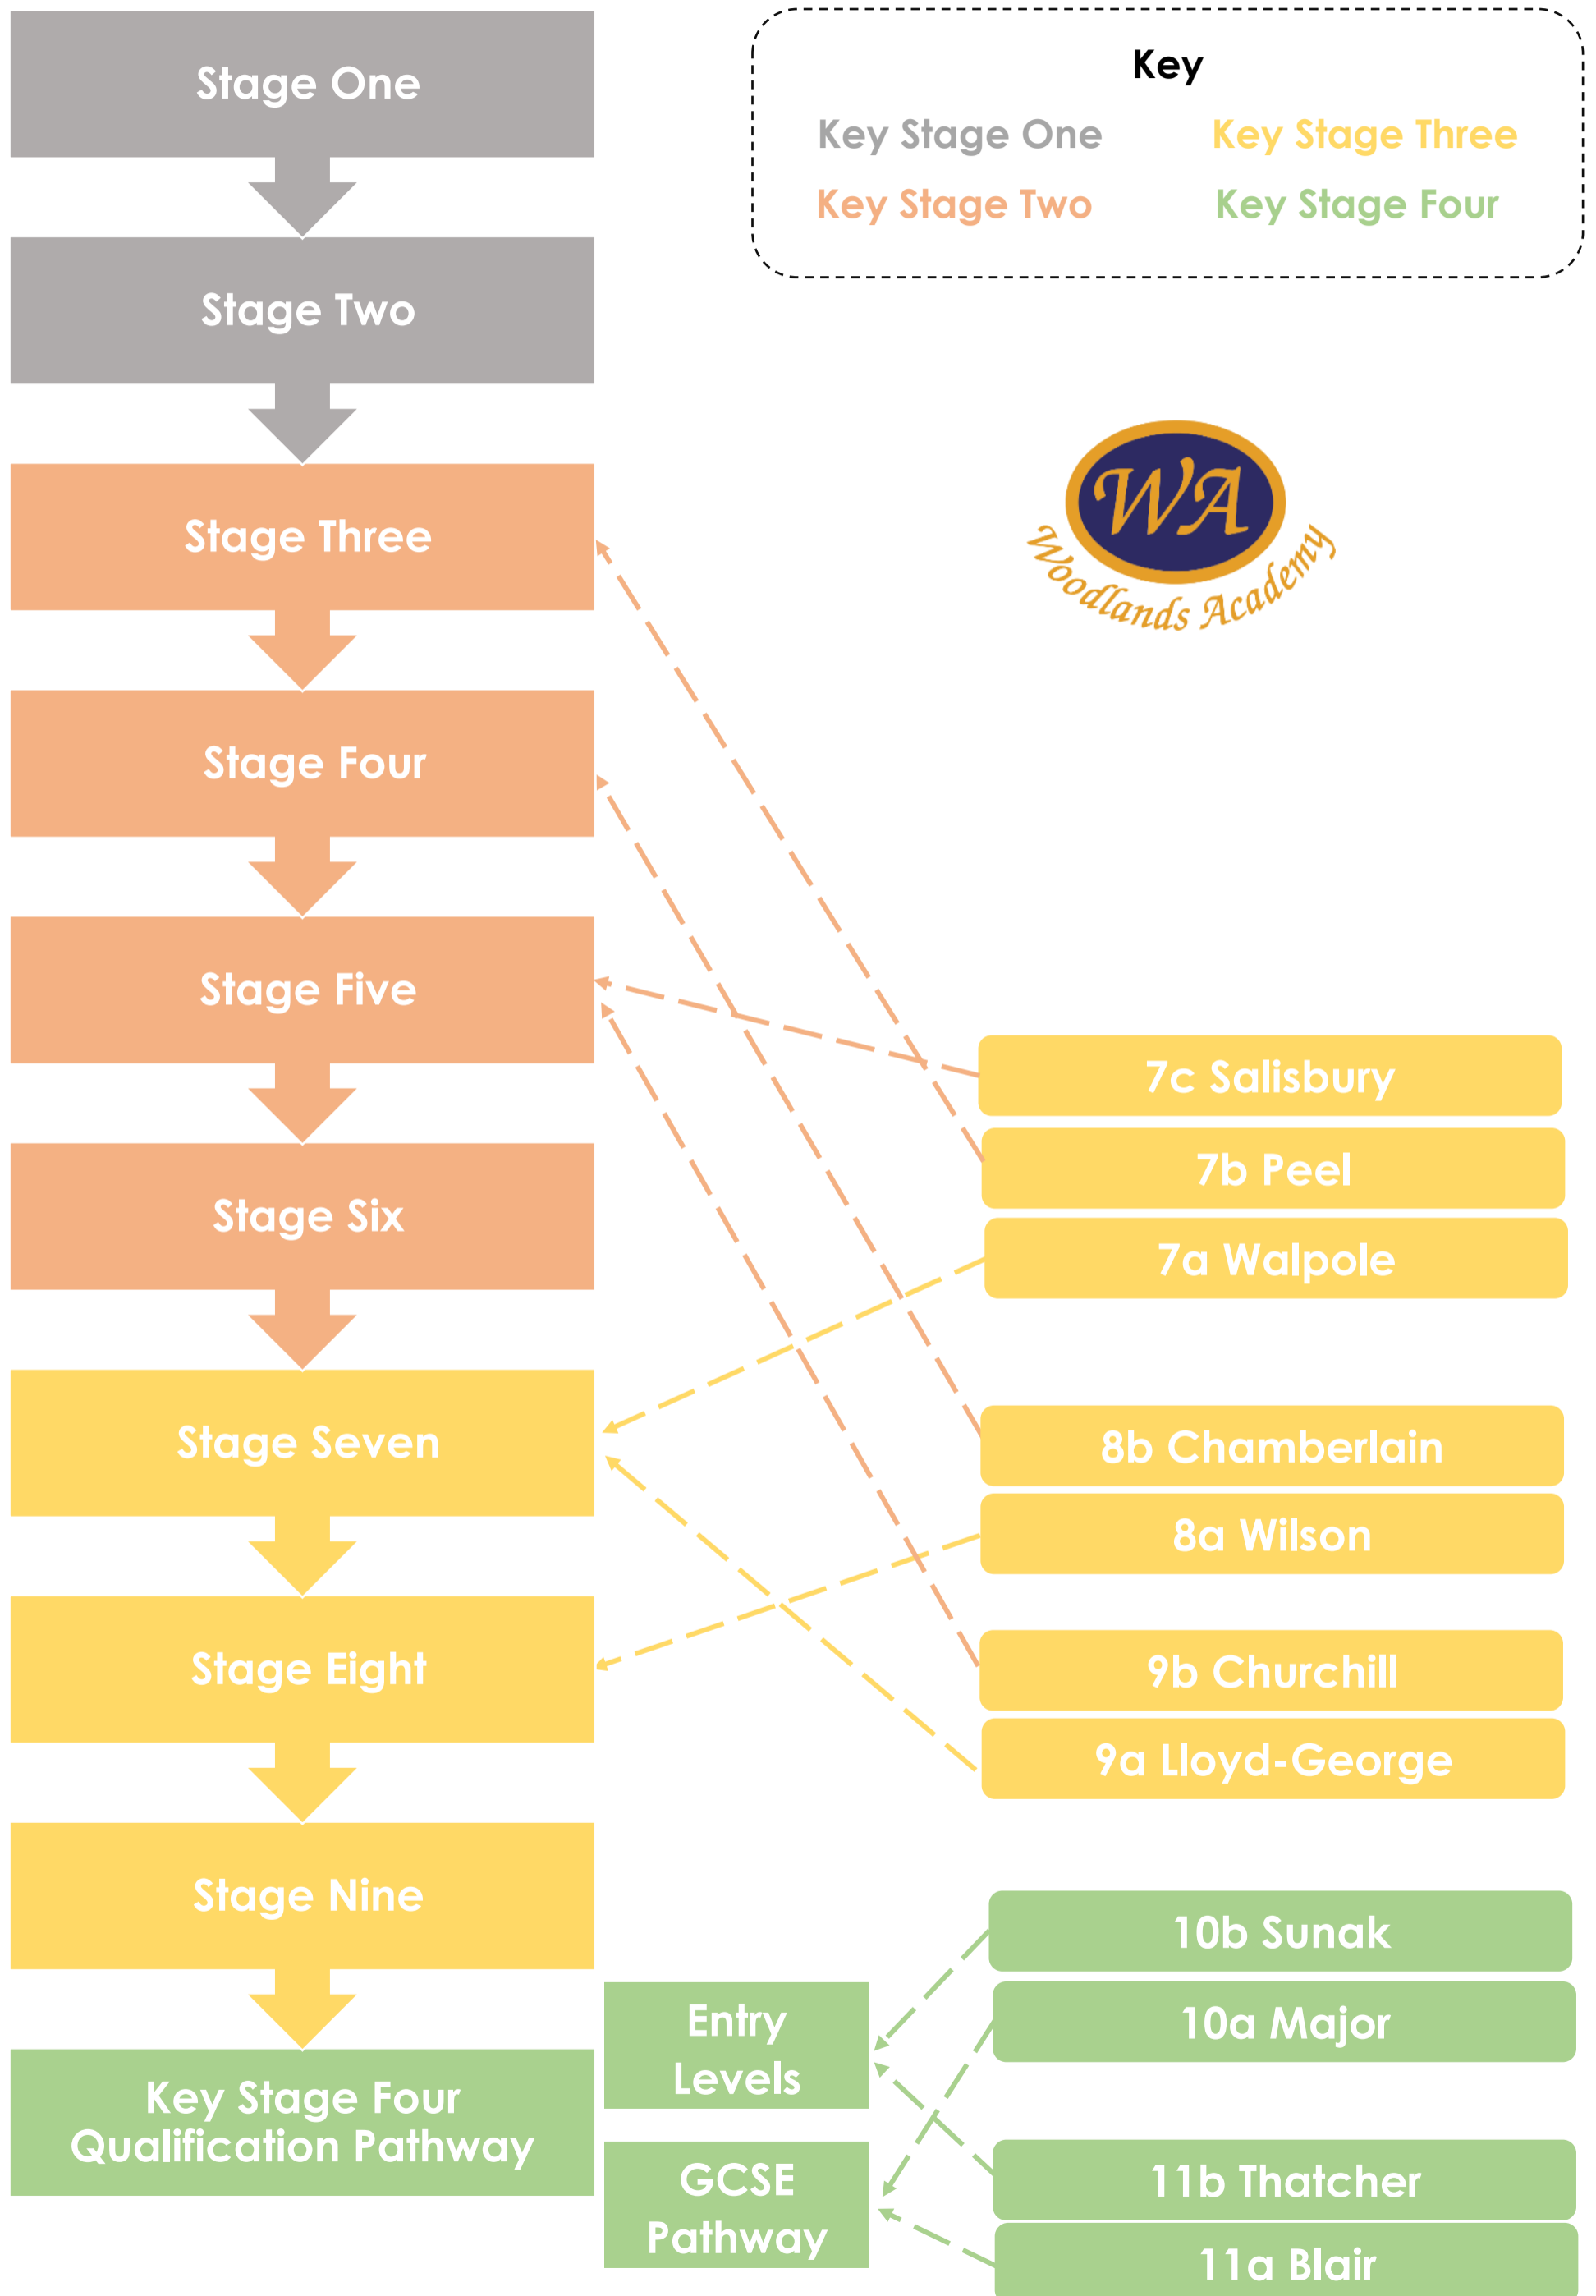 Stage One
Stage Two
Stage Three
Stage Four
Stage Five
Stage Six
Stage Seven
Stage Eight
Stage Nine
Key Stage Four
Qualification Pathway
Key
Key Stage One
Key Stage Three
Key Stage Two
Key Stage Four
WA
Woodlands Academy
7c Salisbury
7b Peel
7a Walpole
8b Chamberlain
8a Wilson
9b Churchill
9a Lloyd-George
Entry
Levels
GCSE
Pathway
10b Sunak
10a Major
11b Thatcher
11a Blair